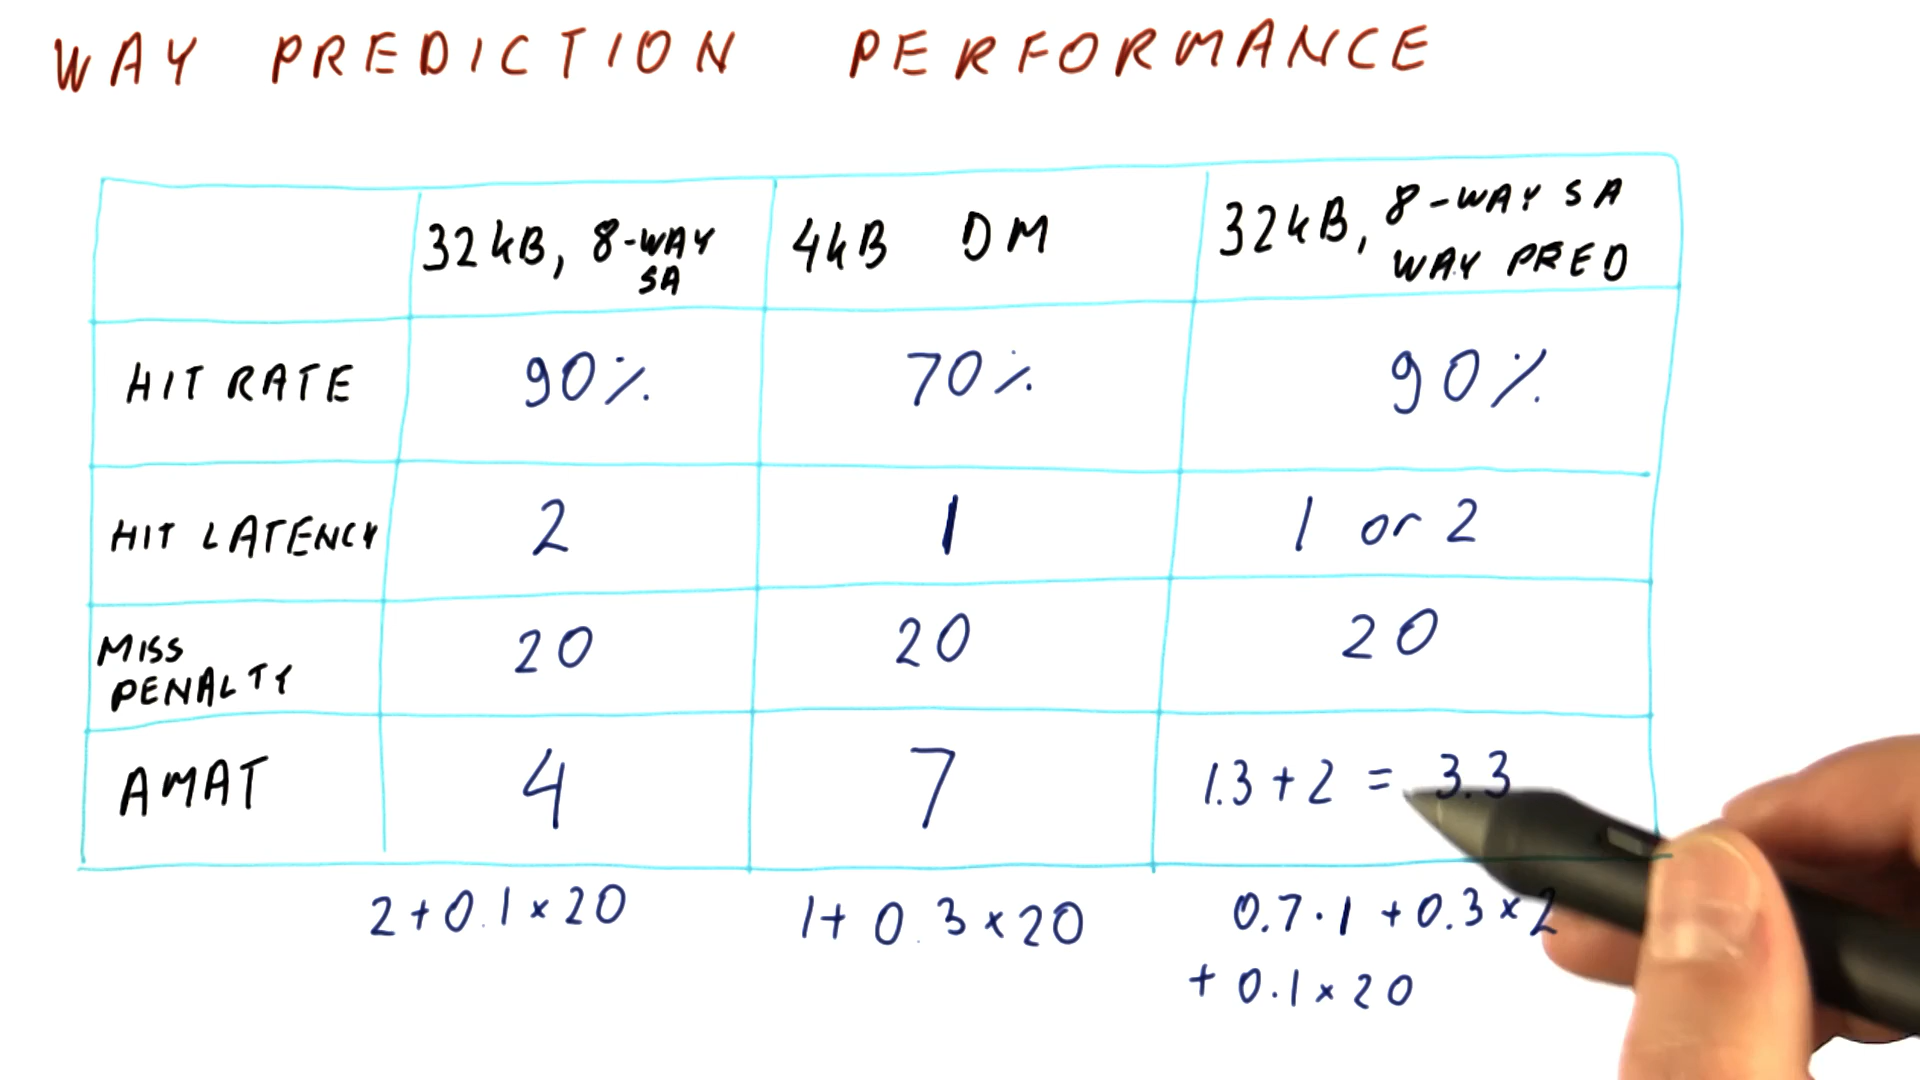 WAY PREDICTION PERFORMANCE
32kB, 8-WAY SA
4kB DM
32kB, 8-WAY SA WAY PRED
HIT RATE 90% 70% 90%
HIT LATENCY 2 1 1 or 2
MISS PENALTY 20 20 20
AMAT 4 7 1.3 + 2 = 3.3
2 + 0.1 × 20
1 + 0.3 × 20
0.7 · 1 + 0.3 × 2
+ 0.1 × 20